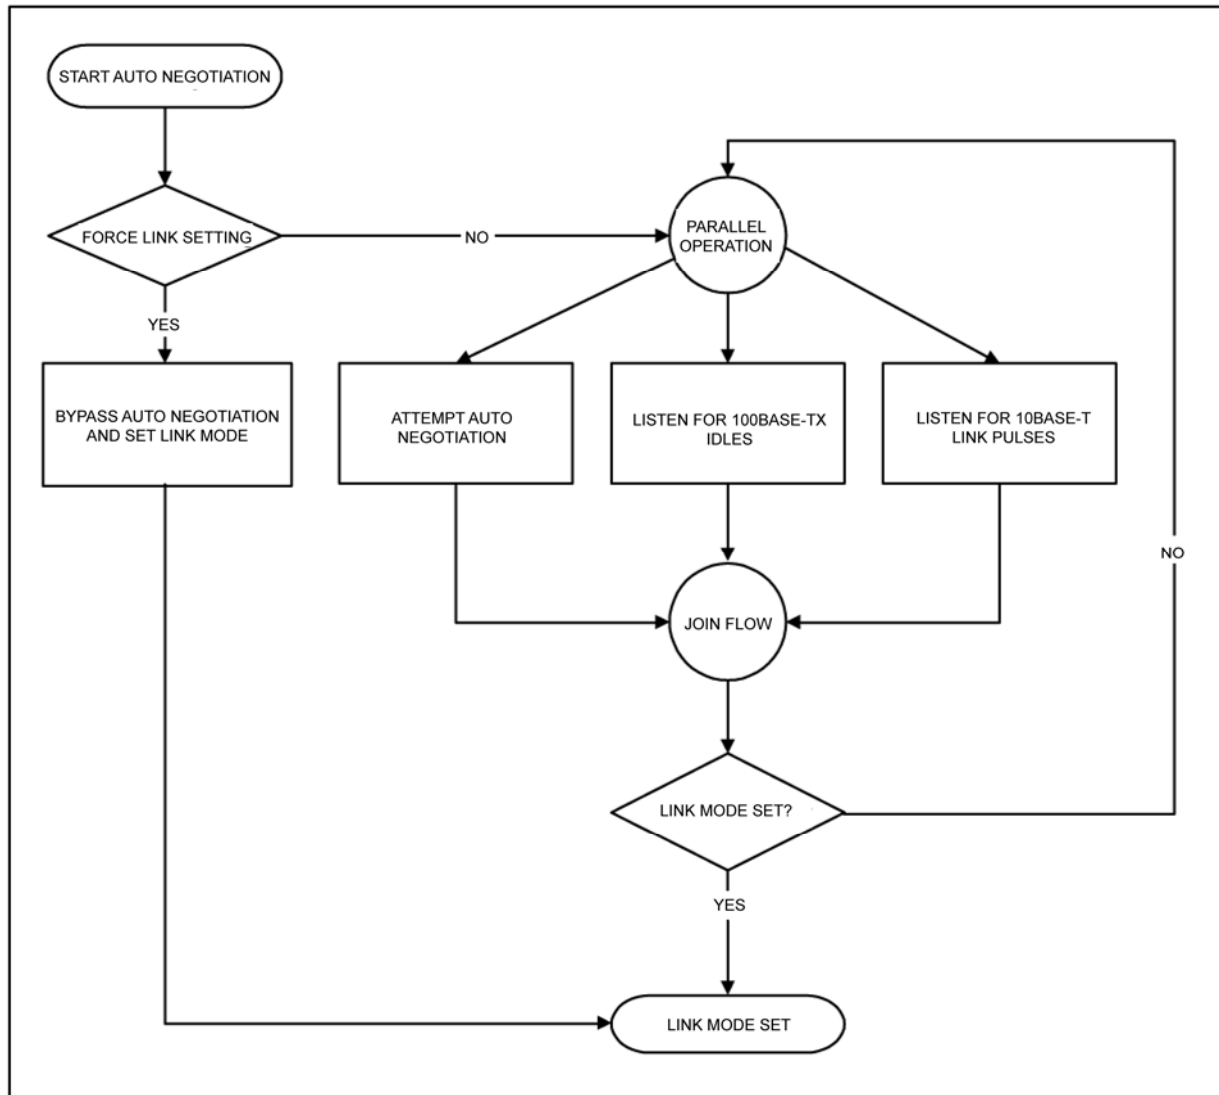 START AUTO NEGOTIATION
FORCE LINK SETTING
NO
PARALLEL
OPERATION
YES
BYPASS AUTO NEGOTIATION
AND SET LINK MODE
ATTEMPT AUTO
NEGOTIATION
LISTEN FOR 100BASE-TX
IDLES
LISTEN FOR 10BASE-T
LINK PULSES
NO
JOIN FLOW
LINK MODE SET?
YES
LINK MODE SET